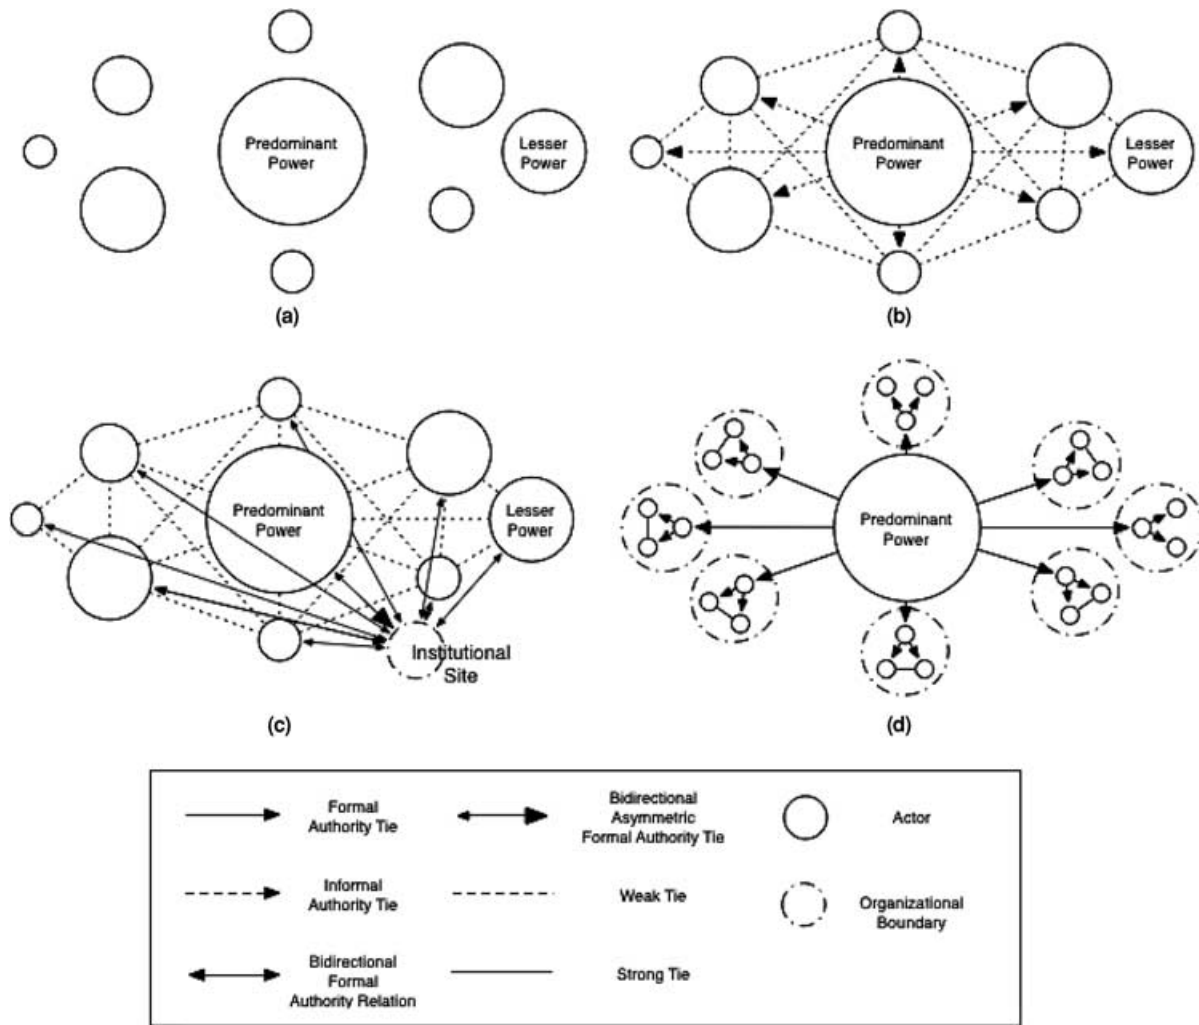 Predominant
Power
Lesser
Power
(a)
Predominant
Power
Lesser
Power
(b)
Predominant
Power
Lesser
Power
Institutional
Site
(c)
Predominant
Power
(d)
Formal
Authority Tie
Bidirectional
Asymmetric
Formal Authority Tie
Actor
Informal
Authority Tie
Weak Tie
Organizational
Boundary
Bidirectional
Formal
Authority Relation
Strong Tie